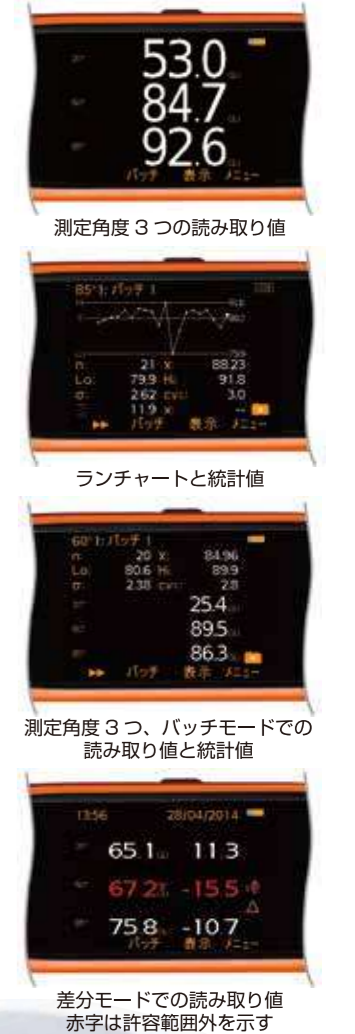 53.0
84.7
92.6
バッチ 表示 メニュー
測定角度 3 つの読み取り値
85°1: バッチ 1
n: 21 x: 88.23
Lo: 79.9 Hi: 91.8
σ: 2.62 cv%: 3.0
11.9 x: --
バッチ 表示 メニュー
ランチャートと統計値
60°1: バッチ 1
n: 20 x: 84.96
Lo: 80.6 Hi: 89.9
σ: 2.38 cv%: 2.8
25.4
89.5
86.3
バッチ 表示 メニュー
測定角度 3 つ、バッチモードでの
読み取り値と統計値
13:56 28/04/2014
65.1 11.3
67.2 -15.5
75.8 -10.7
バッチ 表示 メニュー
差分モードでの読み取り値
赤字は許容範囲外を示す